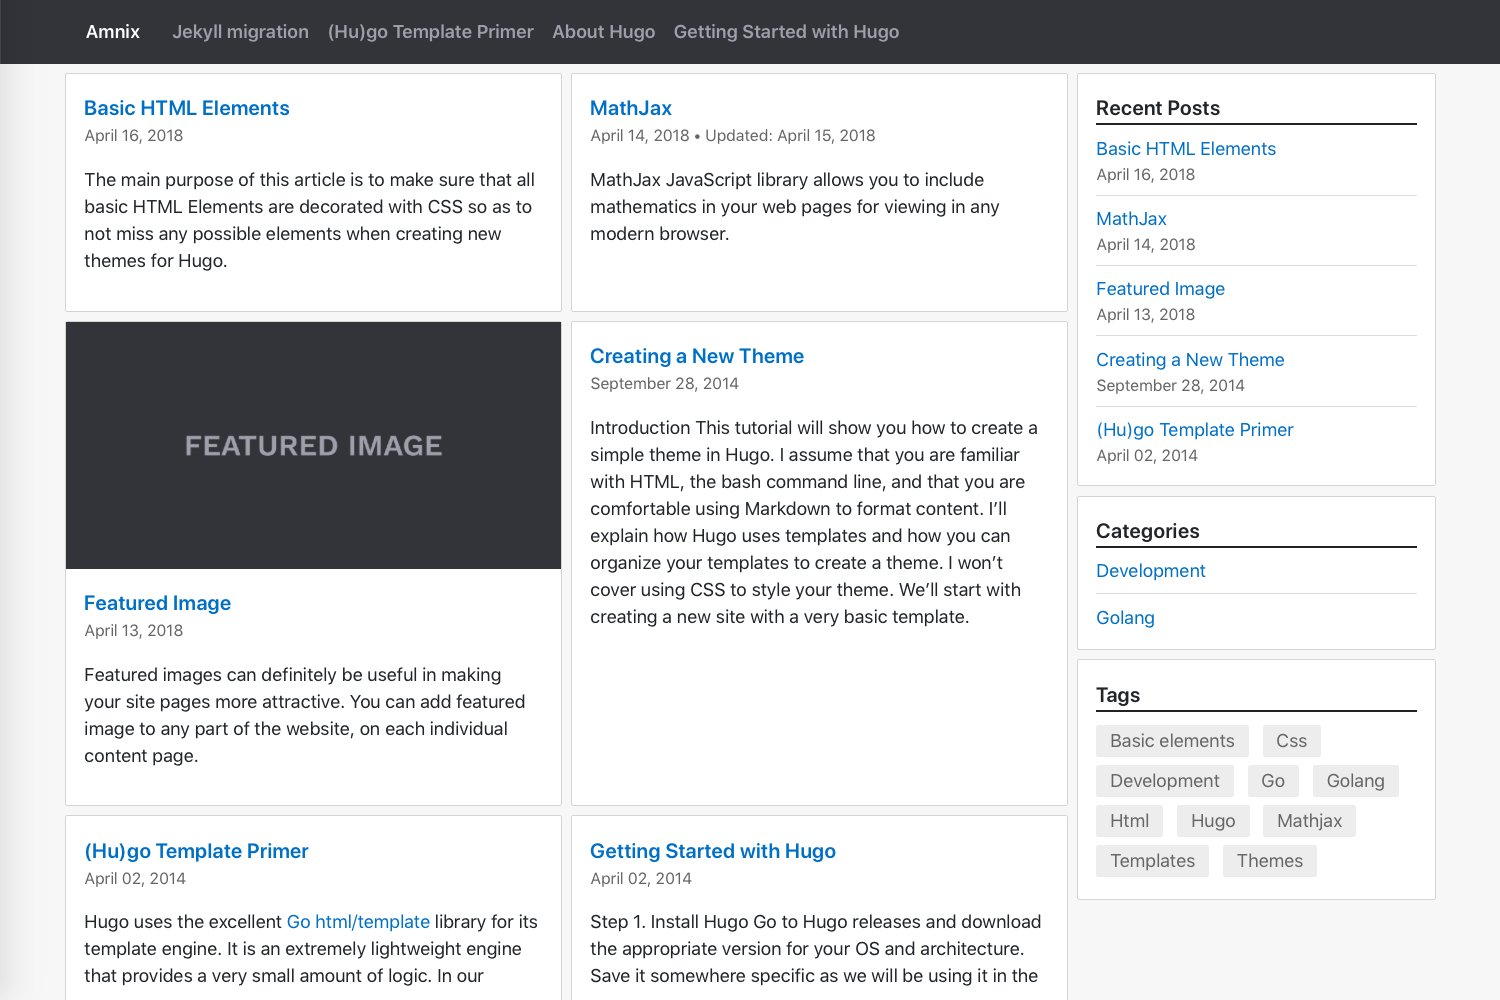 Amnix Jekyll migration (Hu)go Template Primer About Hugo Getting Started with Hugo
Basic HTML Elements
April 16, 2018
The main purpose of this article is to make sure that all
basic HTML Elements are decorated with CSS so as to
not miss any possible elements when creating new
themes for Hugo.
MathJax
April 14, 2018 • Updated: April 15, 2018
MathJax JavaScript library allows you to include
mathematics in your web pages for viewing in any
modern browser.
FEATURED IMAGE
Featured Image
April 13, 2018
Featured images can definitely be useful in making
your site pages more attractive. You can add featured
image to any part of the website, on each individual
content page.
Creating a New Theme
September 28, 2014
Introduction This tutorial will show you how to create a
simple theme in Hugo. I assume that you are familiar
with HTML, the bash command line, and that you are
comfortable using Markdown to format content. I’ll
explain how Hugo uses templates and how you can
organize your templates to create a theme. I won’t
cover using CSS to style your theme. We’ll start with
creating a new site with a very basic template.
(Hu)go Template Primer
April 02, 2014
Hugo uses the excellent Go html/template library for its
template engine. It is an extremely lightweight engine
that provides a very small amount of logic. In our
Getting Started with Hugo
April 02, 2014
Step 1. Install Hugo Go to Hugo releases and download
the appropriate version for your OS and architecture.
Save it somewhere specific as we will be using it in the
Recent Posts
Basic HTML Elements
April 16, 2018
MathJax
April 14, 2018
Featured Image
April 13, 2018
Creating a New Theme
September 28, 2014
(Hu)go Template Primer
April 02, 2014
Categories
Development
Golang
Tags
Basic elements Css
Development Go Golang
Html Hugo Mathjax
Templates Themes